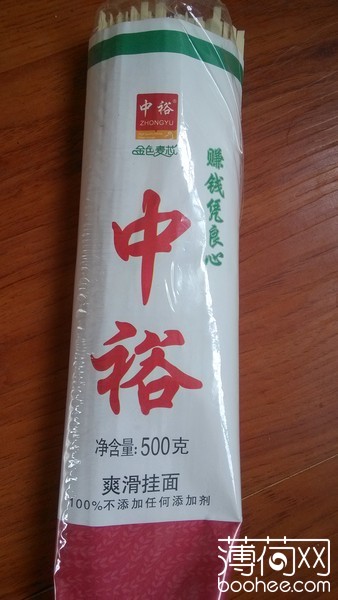 中裕®
ZHONGYU
金色麦芯
赚钱凭良心
中裕
净含量: 500克
爽滑挂面
100%不添加任何添加剂
薄荷网
boohee.com